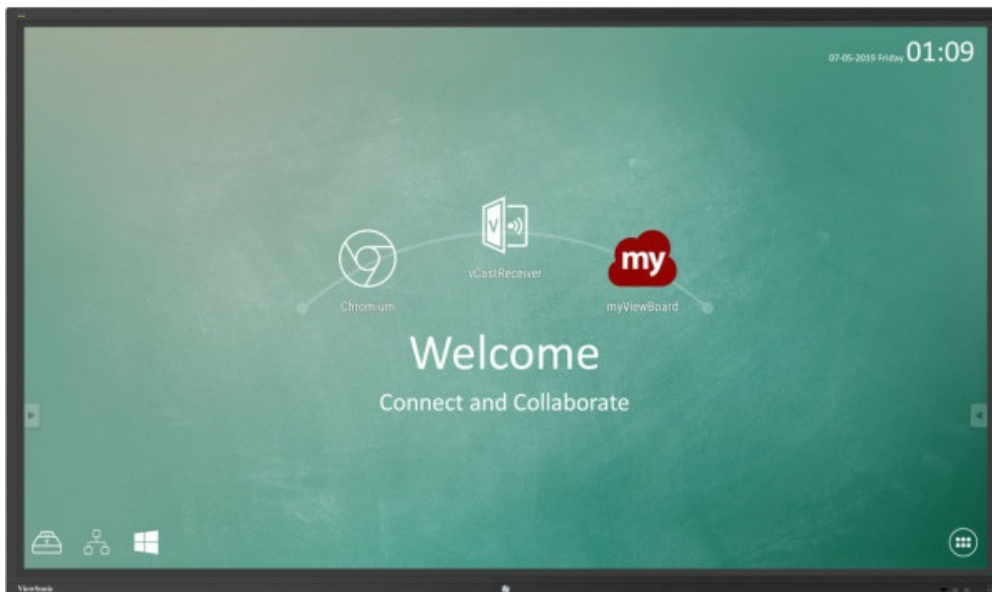 07-05-2019 Friday 01:09
V
vCastReceiver
my
Chromium
myViewBoard
Welcome
Connect and Collaborate
ViewSonic